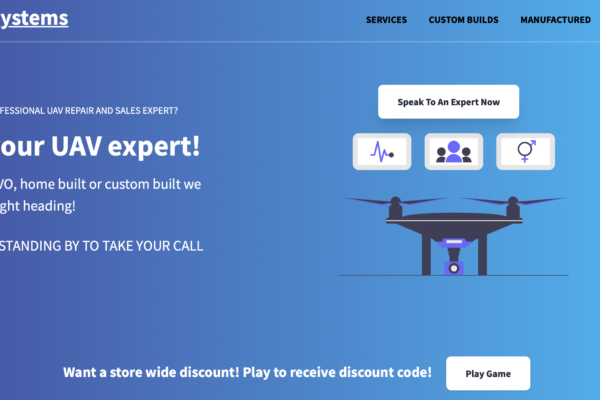 ystems
SERVICES CUSTOM BUILDS MANUFACTURED
Speak To An Expert Now
FESSIONAL UAV REPAIR AND SALES EXPERT?
our UAV expert!
VO, home built or custom built we
ght heading!
STANDING BY TO TAKE YOUR CALL
Want a store wide discount! Play to receive discount code! Play Game